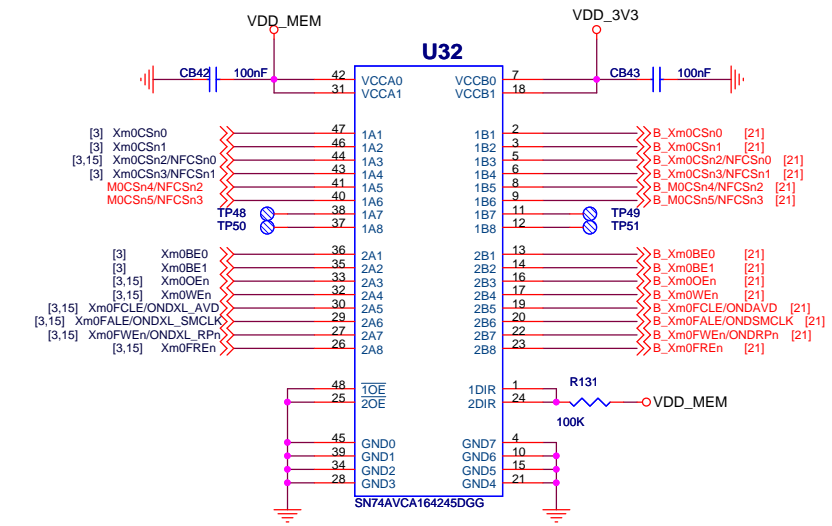 VDD_MEM
VDD_3V3
U32
CB42 100nF
CB43 100nF
42 VCCA0 VCCB0 7
31 VCCA1 VCCB1 18
[3] Xm0CSn0 47 1A1 1B1 2 B_Xm0CSn0 [21]
[3] Xm0CSn1 46 1A2 1B2 3 B_Xm0CSn1 [21]
[3,15] Xm0CSn2/NFCSn0 44 1A3 1B3 5 B_Xm0CSn2/NFCSn0 [21]
[3] Xm0CSn3/NFCSn1 43 1A4 1B4 6 B_Xm0CSn3/NFCSn1 [21]
M0CSn4/NFCSn2 41 1A5 1B5 8 B_M0CSn4/NFCSn2 [21]
M0CSn5/NFCSn3 40 1A6 1B6 9 B_M0CSn5/NFCSn3 [21]
TP48 38 1A7 1B7 11 TP49
TP50 37 1A8 1B8 12 TP51
[3] Xm0BE0 36 2A1 2B1 13 B_Xm0BE0 [21]
[3] Xm0BE1 35 2A2 2B2 14 B_Xm0BE1 [21]
[3,15] Xm0OEn 33 2A3 2B3 16 B_Xm0OEn [21]
[3,15] Xm0WEn 32 2A4 2B4 17 B_Xm0WEn [21]
[3,15] Xm0FCLE/ONDXL_AVD 30 2A5 2B5 19 B_Xm0FCLE/ONDAVD [21]
[3,15] Xm0FALE/ONDXL_SMCLK 29 2A6 2B6 20 B_Xm0FALE/ONDSMCLK [21]
[3,15] Xm0FWEn/ONDXL_RPn 27 2A7 2B7 22 B_Xm0FWEn/ONDRPn [21]
[3,15] Xm0FREn 26 2A8 2B8 23 B_Xm0FREn [21]
48 1OE 1DIR 1 R131
25 2OE 2DIR 24 VDD_MEM
100K
45 GND0 GND7 4
39 GND1 GND6 10
34 GND2 GND5 15
28 GND3 GND4 21
SN74AVCA164245DGG